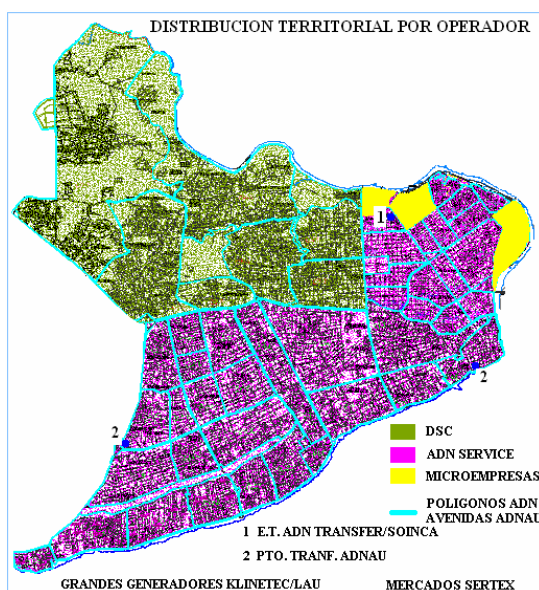 DISTRIBUCION TERRITORIAL POR OPERADOR
1
2
2
DSC
ADN SERVICE
MICROEMPRESAS
POLIGONOS ADN
AVENIDAS ADNAU
1 E.T. ADN TRANSFER/SOINCA
2 PTO. TRANF. ADNAU
GRANDES GENERADORES KLINETEC/LAU MERCADOS SERTEX